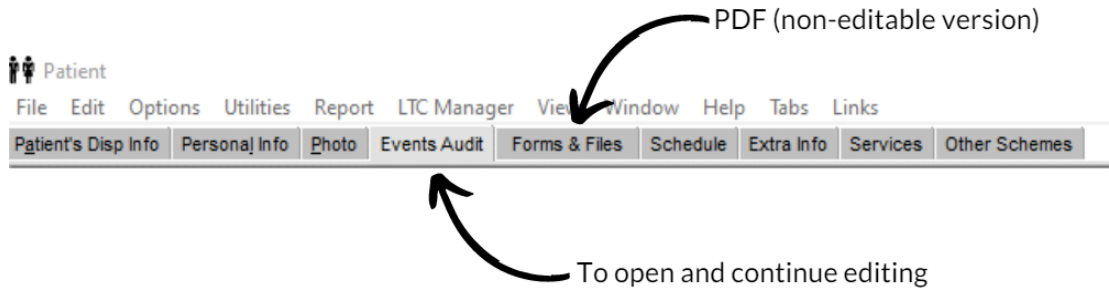 PDF (non-editable version)
Patient
File Edit Options Utilities Report LTC Manager View Window Help Tabs Links
Patient's Disp Info Personal Info Photo Events Audit Forms & Files Schedule Extra Info Services Other Schemes
To open and continue editing